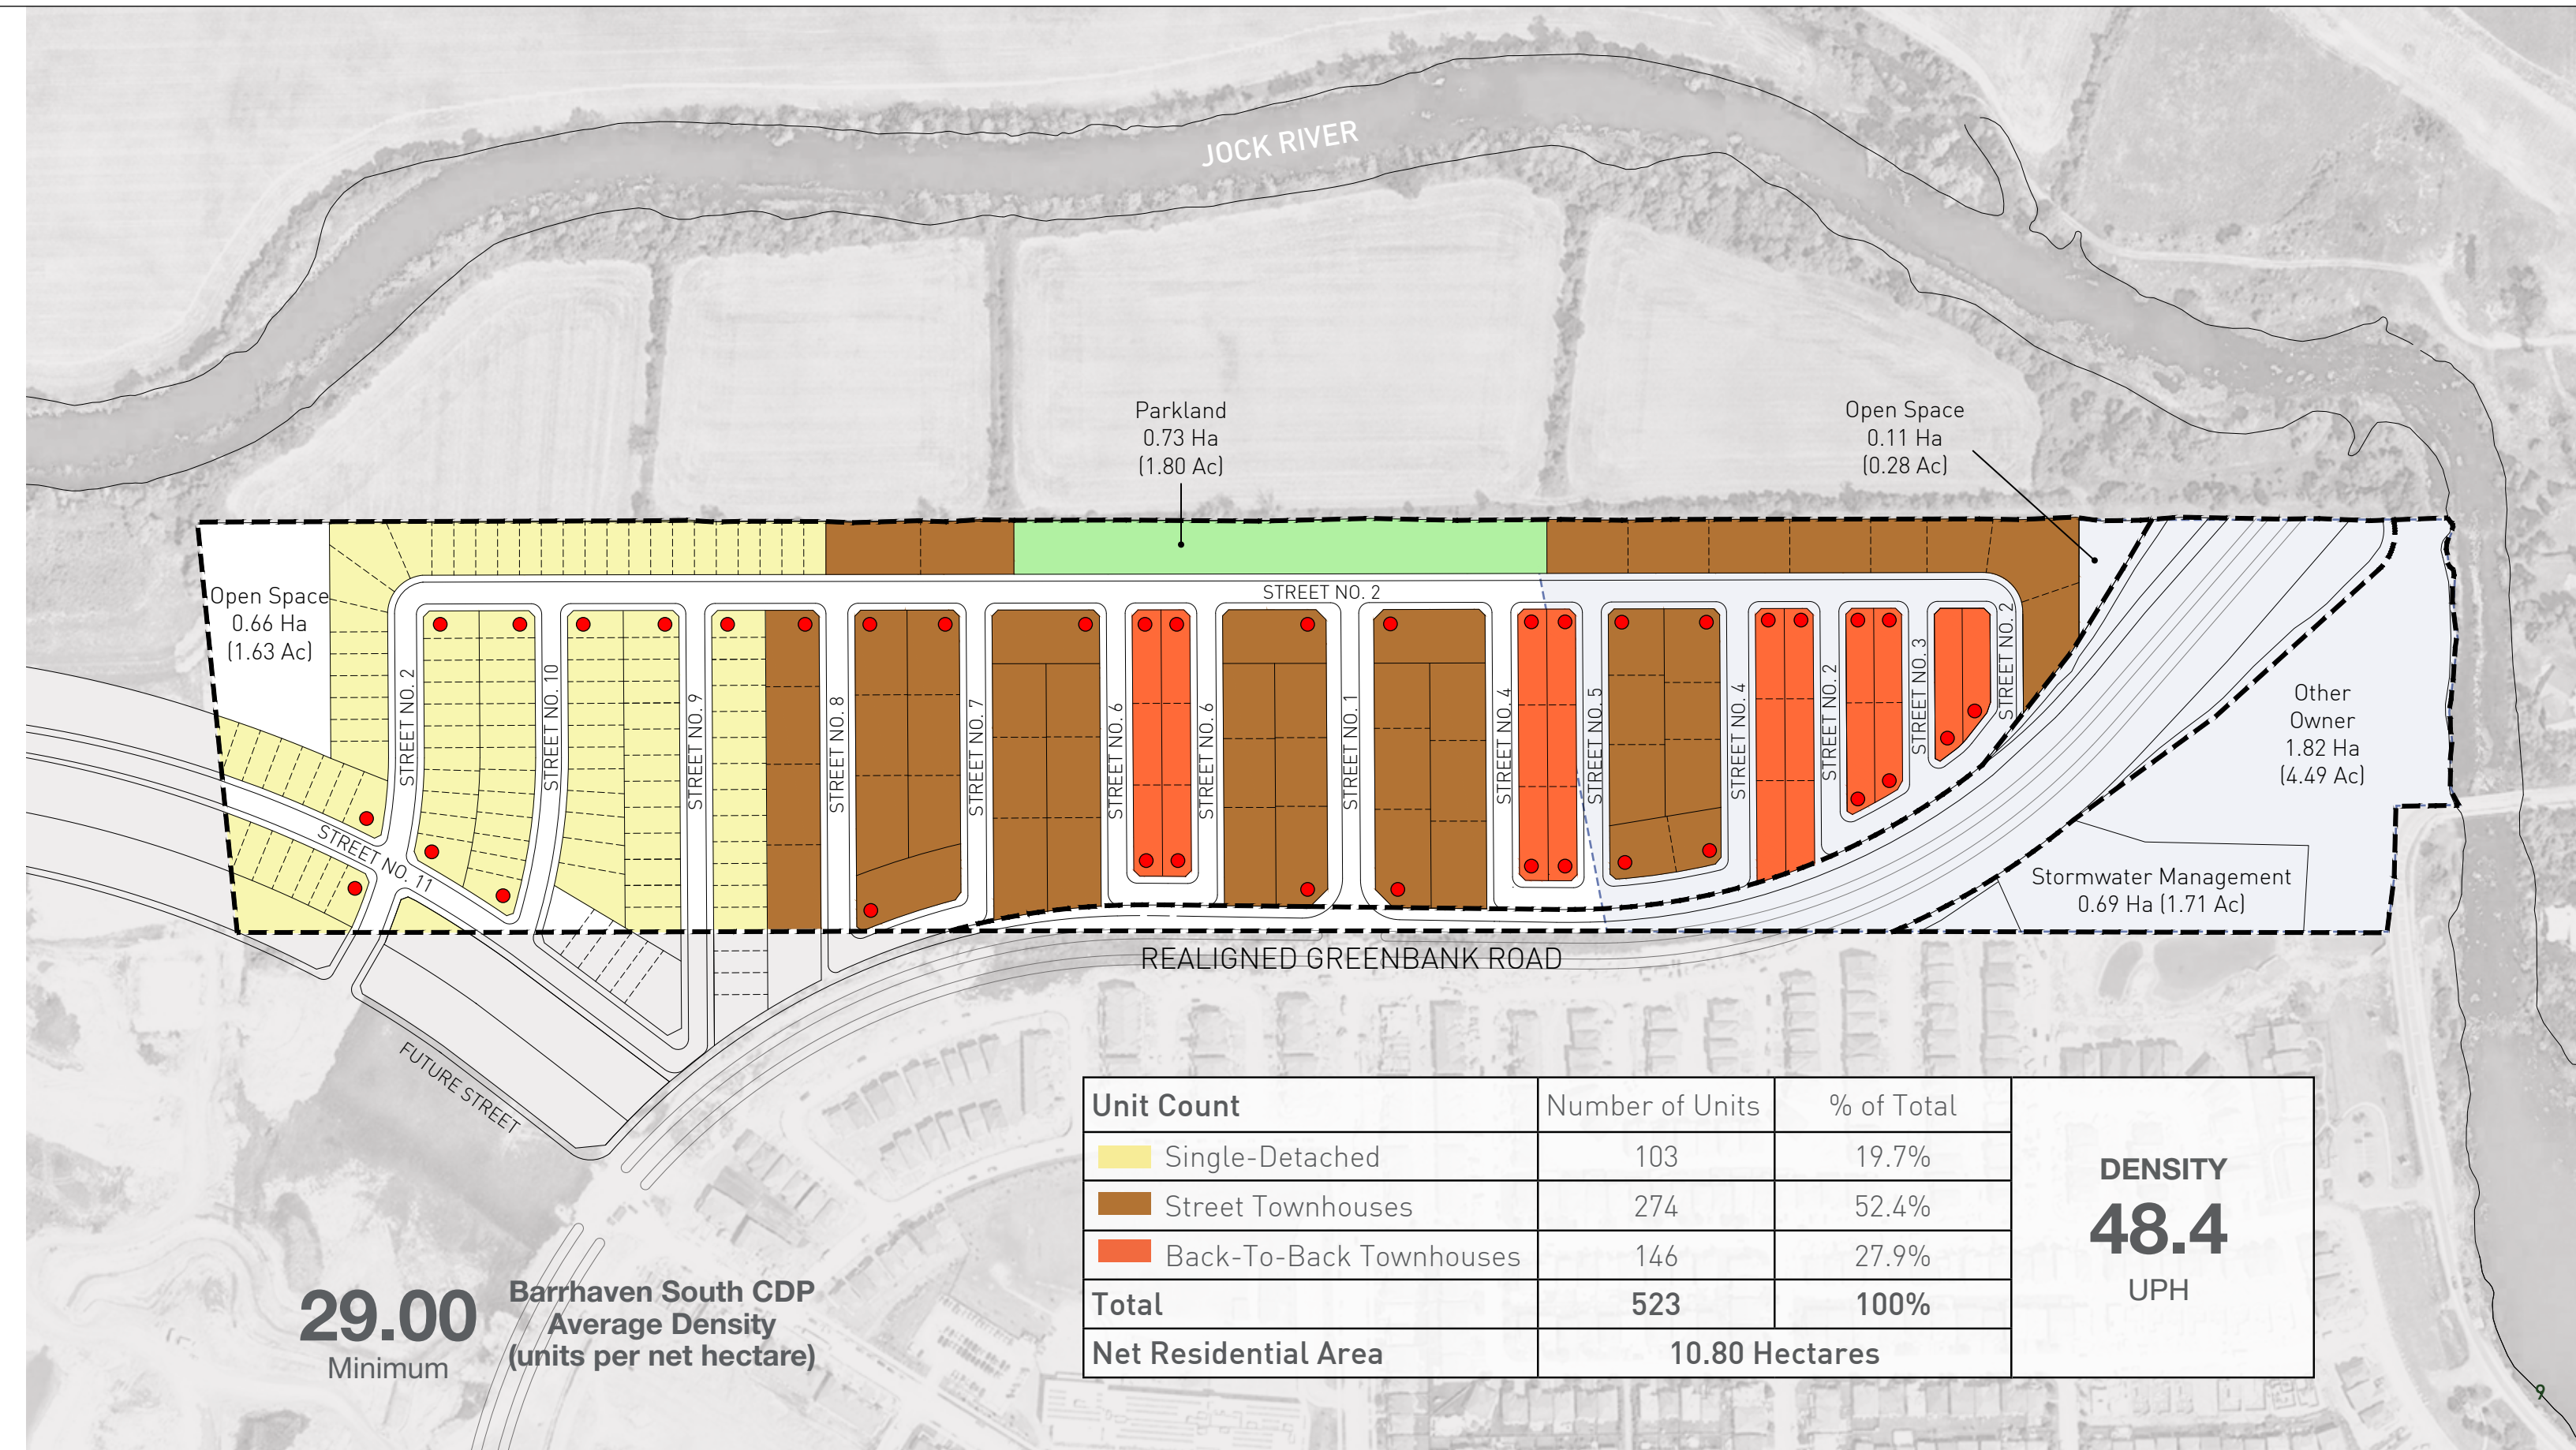 JOCK RIVER
Parkland
0.73 Ha
(1.80 Ac)
Open Space
0.11 Ha
(0.28 Ac)
Open Space
0.66 Ha
(1.63 Ac)
STREET NO. 2
STREET NO. 2
STREET NO. 10
STREET NO. 9
STREET NO. 8
STREET NO. 7
STREET NO. 6
STREET NO. 6
STREET NO. 1
STREET NO. 4
STREET NO. 5
STREET NO. 4
STREET NO. 2
STREET NO. 3
STREET NO. 2
STREET NO. 11
Other
Owner
1.82 Ha
(4.49 Ac)
Stormwater Management
0.69 Ha (1.71 Ac)
REALIGNED GREENBANK ROAD
FUTURE STREET
Unit Count Number of Units % of Total
Single-Detached 103 19.7%
Street Townhouses 274 52.4%
Back-To-Back Townhouses 146 27.9%
Total 523 100%
Net Residential Area 10.80 Hectares
DENSITY
48.4
UPH
29.00
Minimum
Barrhaven South CDP
Average Density
(units per net hectare)
9